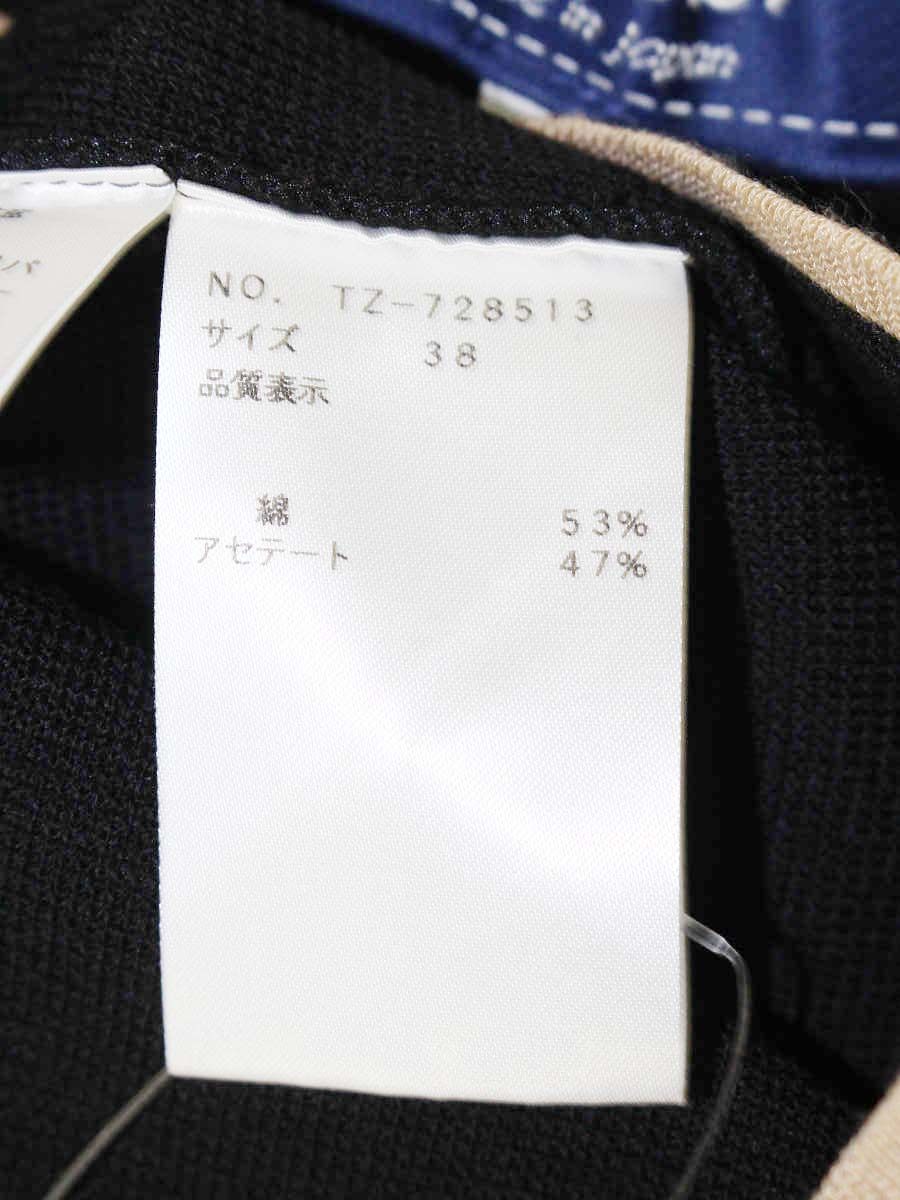 in japan
NO. TZ-728513
サイズ 38
品質表示
綿 53%
アセテート 47%